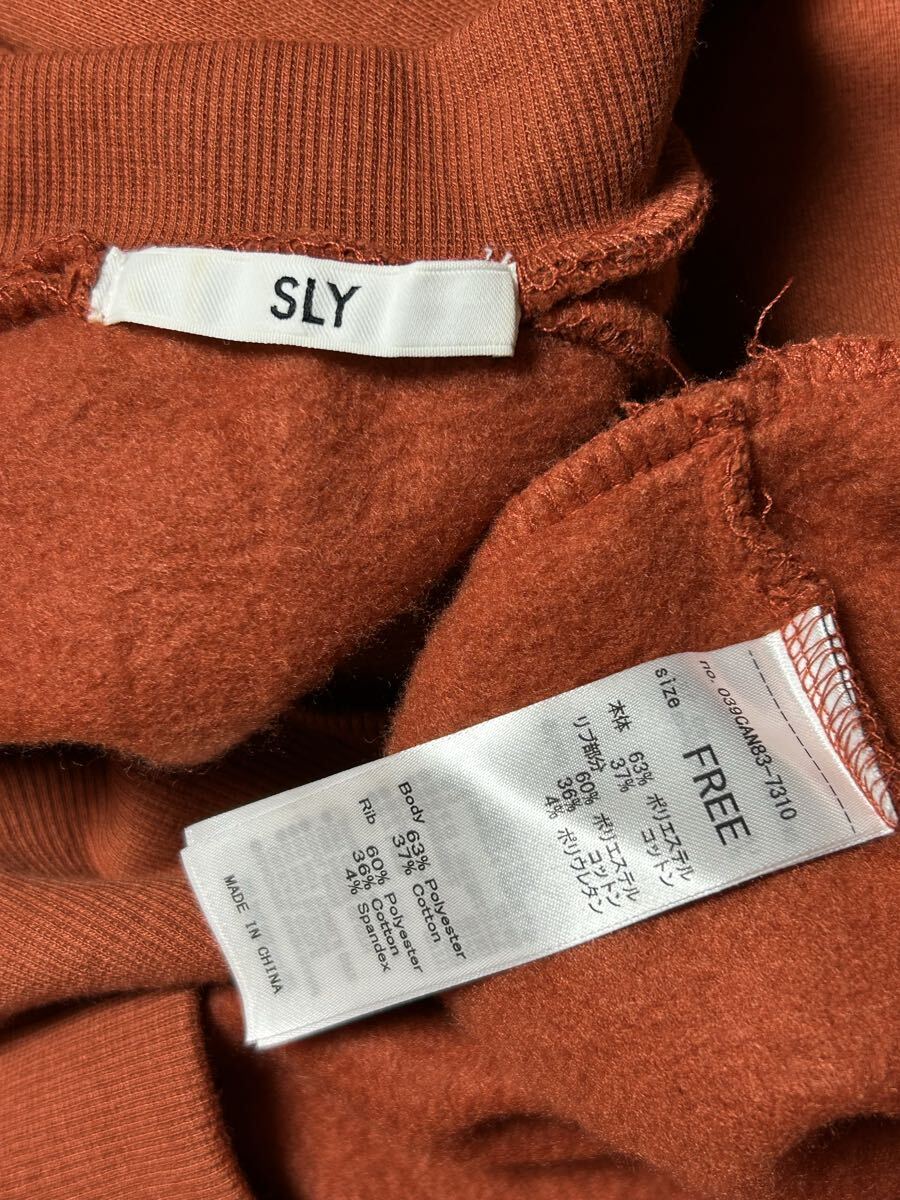 SLY
no. 039GAN83-7310
size FREE
本体 63% ポリエステル
37% コットン
リブ部分 60% ポリエステル
36% コットン
4% ポリウレタン
Body 63% Polyester
37% Cotton
Rib 60% Polyester
36% Cotton
4% Spandex
MADE IN CHINA